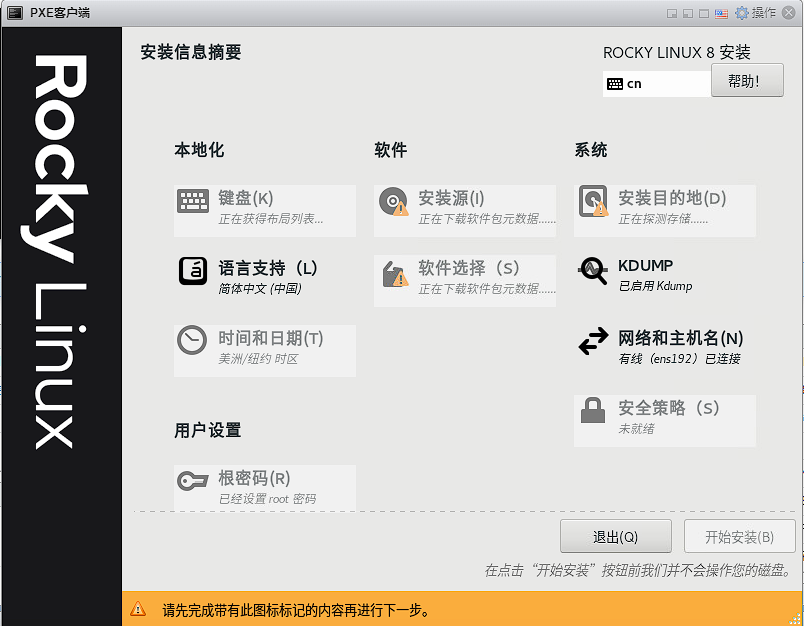 PXE客户端
操作
Rocky Linux
安装信息摘要
ROCKY LINUX 8 安装
cn
帮助!
本地化
键盘(K)
正在获得布局列表...
语言支持（L)
简体中文 (中国)
时间和日期(T)
美洲/纽约 时区
用户设置
根密码(R)
已经设置 root 密码
软件
安装源(I)
正在下载软件包元数据......
软件选择（S）
正在下载软件包元数据......
系统
安装目的地(D)
正在探测存储......
KDUMP
已启用 Kdump
网络和主机名(N)
有线（ens192）已连接
安全策略（S）
未就绪
退出(Q)
开始安装(B)
在点击“开始安装”按钮前我们并不会操作您的磁盘。
请先完成带有此图标标记的内容再进行下一步。